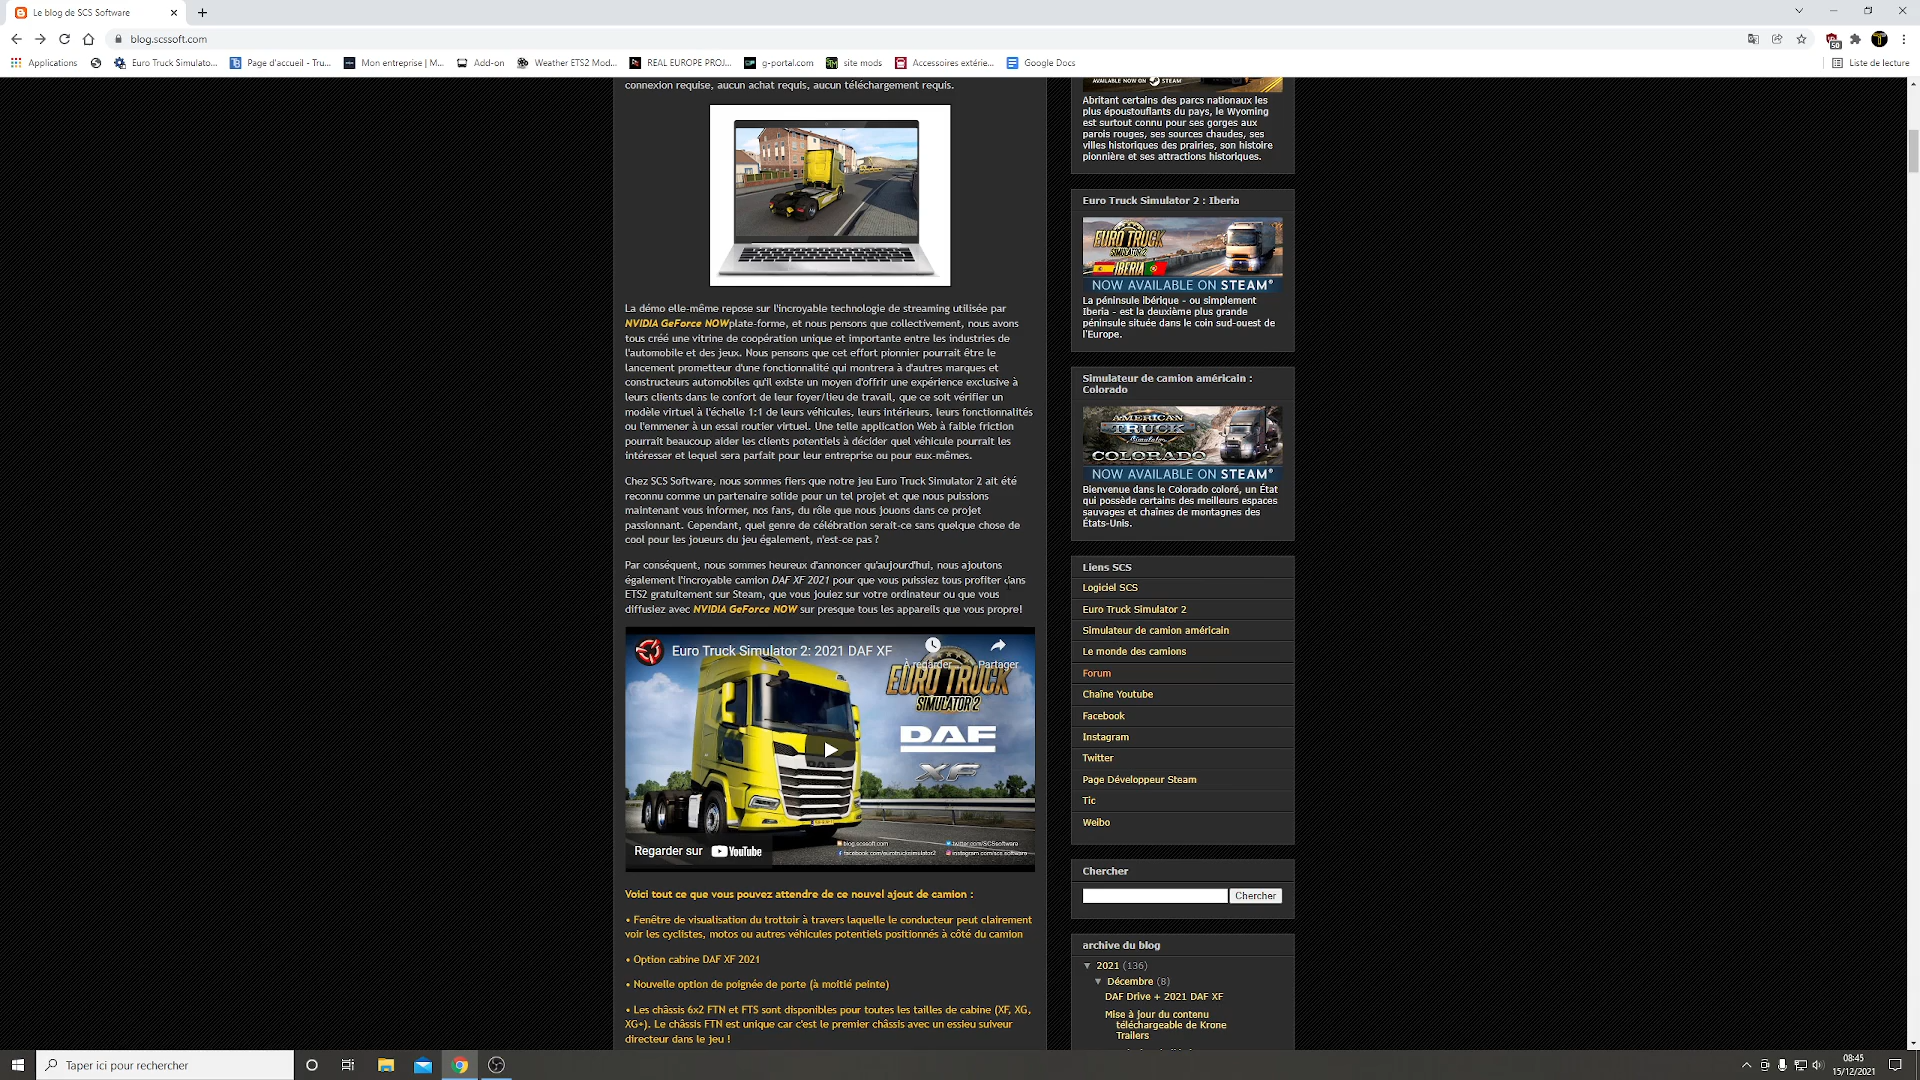 Le blog de SCS Software
blog.scssoft.com
50
Applications
Euro Truck Simulato...
Page d'accueil - Tru...
Mon entreprise | M...
Add-on
Weather ETS2 Mod...
REAL EUROPE PROJ...
g-portal.com
site mods
Accessoires extérie...
Google Docs
Liste de lecture
connexion requise, aucun achat requis, aucun téléchargement requis.
La démo elle-même repose sur l'incroyable technologie de streaming utilisée par
NVIDIA GeForce NOWplate-forme, et nous pensons que collectivement, nous avons
tous créé une vitrine de coopération unique et importante entre les industries de
l'automobile et des jeux. Nous pensons que cet effort pionnier pourrait être le
lancement prometteur d'une fonctionnalité qui montrera à d'autres marques et
constructeurs automobiles qu'il existe un moyen d'offrir une expérience exclusive à
leurs clients dans le confort de leur foyer/lieu de travail, que ce soit vérifier un
modèle virtuel à l'échelle 1:1 de leurs véhicules, leurs intérieurs, leurs fonctionnalités
ou l'emmener à un essai routier virtuel. Une telle application Web à faible friction
pourrait beaucoup aider les clients potentiels à décider quel véhicule pourrait les
intéresser et lequel sera parfait pour leur entreprise ou pour eux-mêmes.
Chez SCS Software, nous sommes fiers que notre jeu Euro Truck Simulator 2 ait été
reconnu comme un partenaire solide pour un tel projet et que nous puissions
maintenant vous informer, nos fans, du rôle que nous jouons dans ce projet
passionnant. Cependant, quel genre de célébration serait-ce sans quelque chose de
cool pour les joueurs du jeu également, n'est-ce pas ?
Par conséquent, nous sommes heureux d'annoncer qu'aujourd'hui, nous ajoutons
également l'incroyable camion DAF XF 2021 pour que vous puissiez tous profiter dans
ETS2 gratuitement sur Steam, que vous jouiez sur votre ordinateur ou que vous
diffusiez avec NVIDIA GeForce NOW sur presque tous les appareils que vous propre!
Euro Truck Simulator 2: 2021 DAF XF
À regarder...
Partager
EURO TRUCK
SIMULATOR 2
DAF
XF
DAF
Regarder sur YouTube
blog.scssoft.com
twitter.com/SCSsoftware
facebook.com/eurotrucksimulator2
instagram.com/scs.software
Voici tout ce que vous pouvez attendre de ce nouvel ajout de camion :
• Fenêtre de visualisation du trottoir à travers laquelle le conducteur peut clairement
voir les cyclistes, motos ou autres véhicules potentiels positionnés à côté du camion
• Option cabine DAF XF 2021
• Nouvelle option de poignée de porte (à moitié peinte)
• Les châssis 6x2 FTN et FTS sont disponibles pour toutes les tailles de cabine (XF, XG,
XG+). Le châssis FTN est unique car c'est le premier châssis avec un essieu suiveur
directeur dans le jeu !
AVAILABLE NOW ON STEAM
Abritant certains des parcs nationaux les
plus époustouflants du pays, le Wyoming
est surtout connu pour ses gorges aux
parois rouges, ses sources chaudes, ses
villes historiques des prairies, son histoire
pionnière et ses attractions historiques.
Euro Truck Simulator 2 : Iberia
EURO TRUCK
SIMULATOR 2
IBERIA
NOW AVAILABLE ON STEAM®
La péninsule ibérique - ou simplement
Iberia - est la deuxième plus grande
péninsule située dans le coin sud-ouest de
l'Europe.
Simulateur de camion américain :
Colorado
AMERICAN
TRUCK
Simulator
COLORADO
NOW AVAILABLE ON STEAM®
Bienvenue dans le Colorado coloré, un État
qui possède certains des meilleurs espaces
sauvages et chaînes de montagnes des
États-Unis.
Liens SCS
Logiciel SCS
Euro Truck Simulator 2
Simulateur de camion américain
Le monde des camions
Forum
Chaîne Youtube
Facebook
Instagram
Twitter
Page Développeur Steam
Tic
Weibo
Chercher
Chercher
archive du blog
▼ 2021 (136)
▼ Décembre (8)
DAF Drive + 2021 DAF XF
Mise à jour du contenu
téléchargeable de Krone
Trailers
Taper ici pour rechercher
08:45
15/12/2021